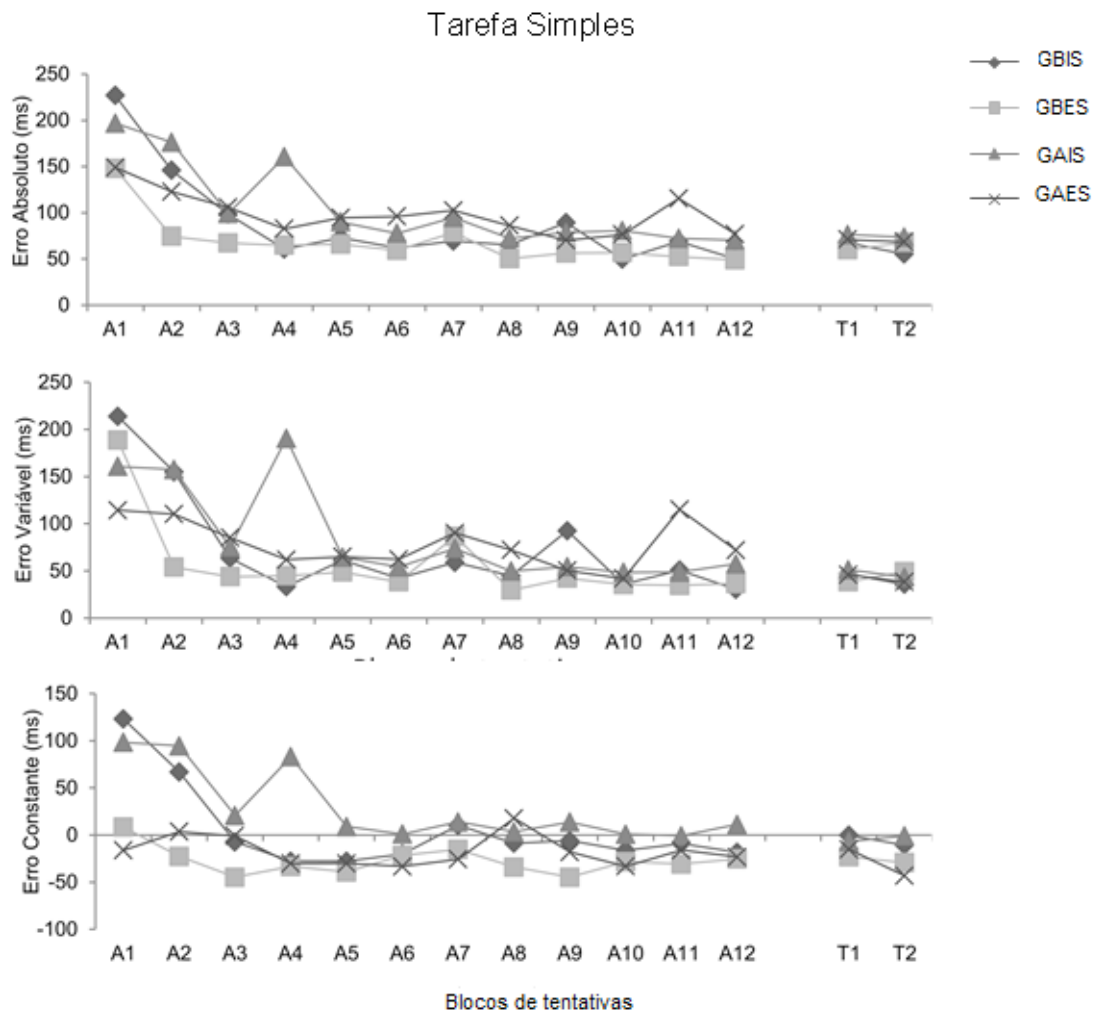 Tarefa Simples
GBIS
GBES
GAIS
GAES
Erro Absoluto (ms)
250
200
150
100
50
0
A1 A2 A3 A4 A5 A6 A7 A8 A9 A10 A11 A12 T1 T2
Erro Variável (ms)
250
200
150
100
50
0
A1 A2 A3 A4 A5 A6 A7 A8 A9 A10 A11 A12 T1 T2
Erro Constante (ms)
150
100
50
0
-50
-100
A1 A2 A3 A4 A5 A6 A7 A8 A9 A10 A11 A12 T1 T2
Blocos de tentativas